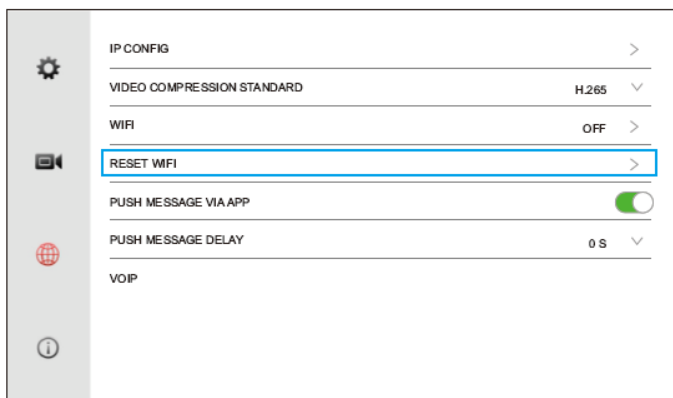 IP CONFIG
VIDEO COMPRESSION STANDARD H.265
WIFI OFF
RESET WIFI
PUSH MESSAGE VIA APP
PUSH MESSAGE DELAY 0 S
VOIP